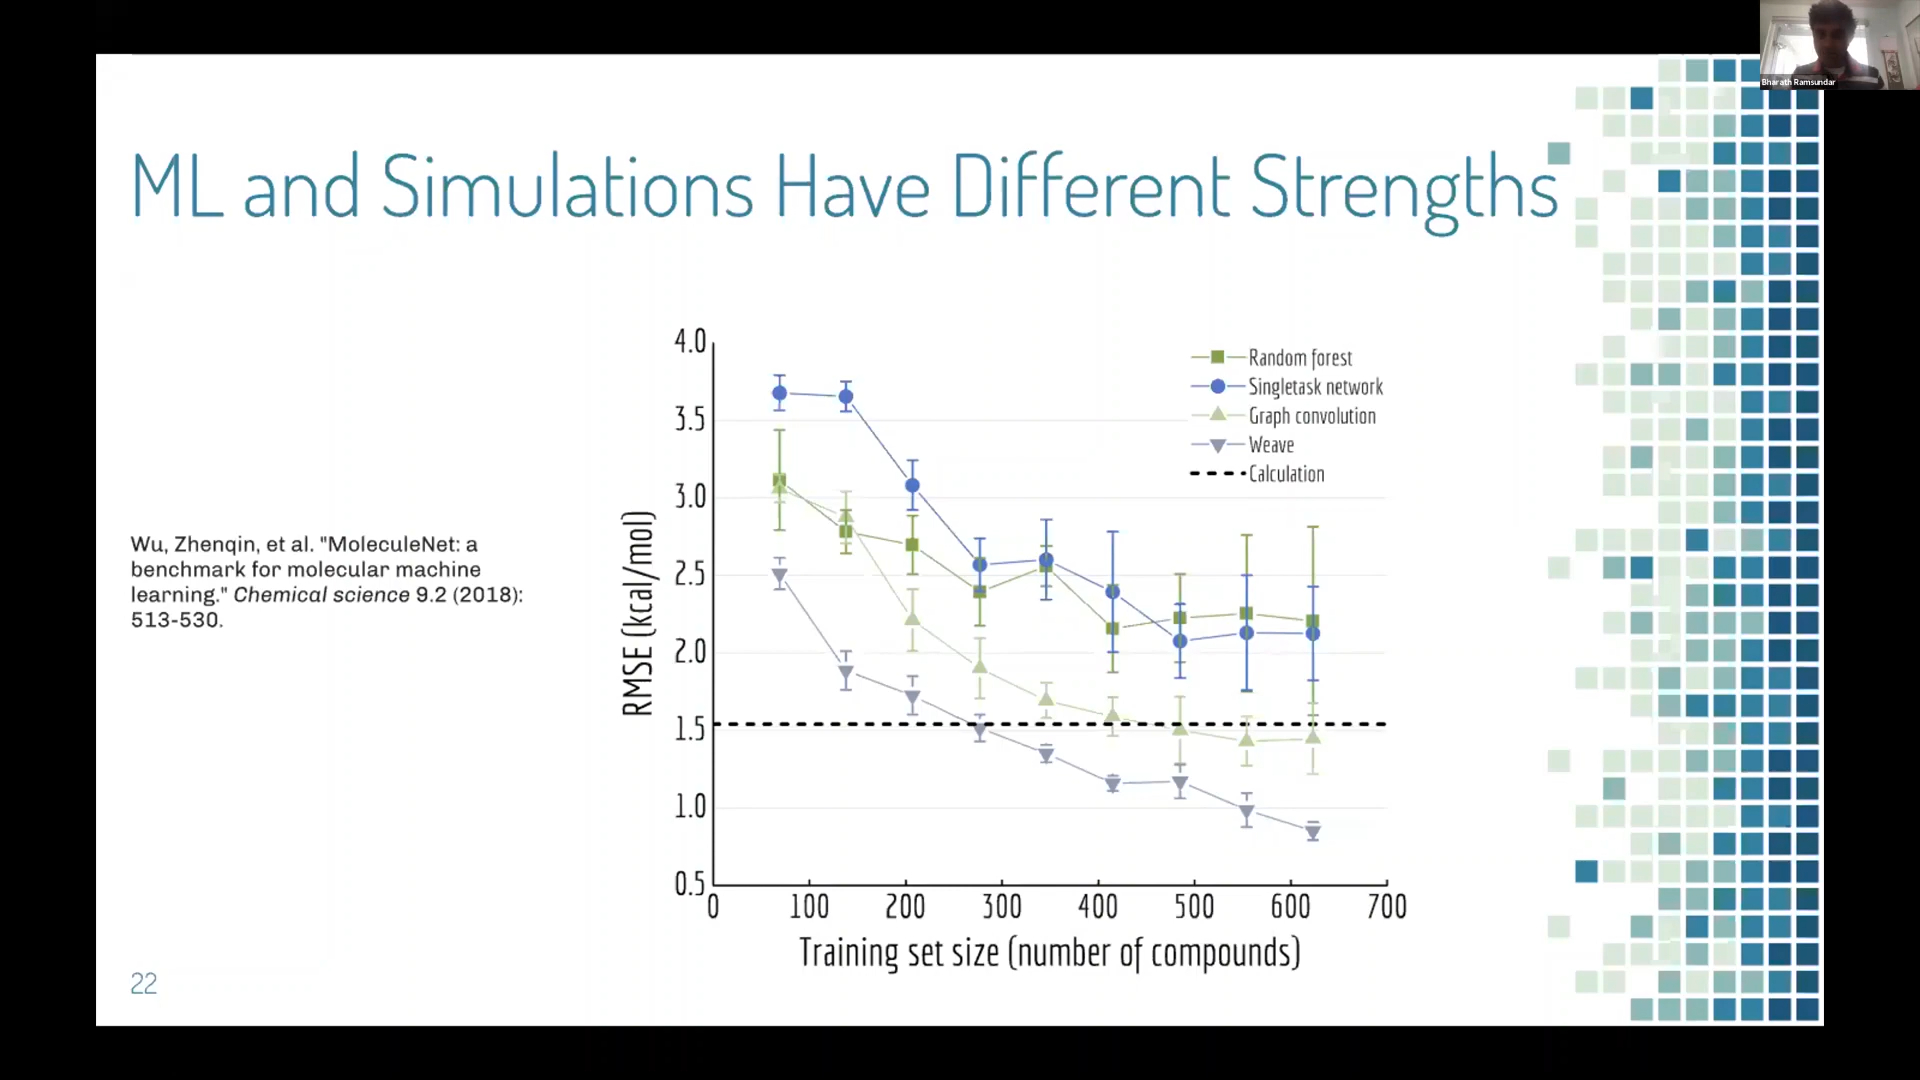 Bharath Ramsundar
ML and Simulations Have Different Strengths
Wu, Zhenqin, et al. "MoleculeNet: a
benchmark for molecular machine
learning." Chemical science 9.2 (2018):
513-530.
RMSE (kcal/mol)
4.0
3.5
3.0
2.5
2.0
1.5
1.0
0.5
Random forest
Singletask network
Graph convolution
Weave
Calculation
0 100 200 300 400 500 600 700
Training set size (number of compounds)
22